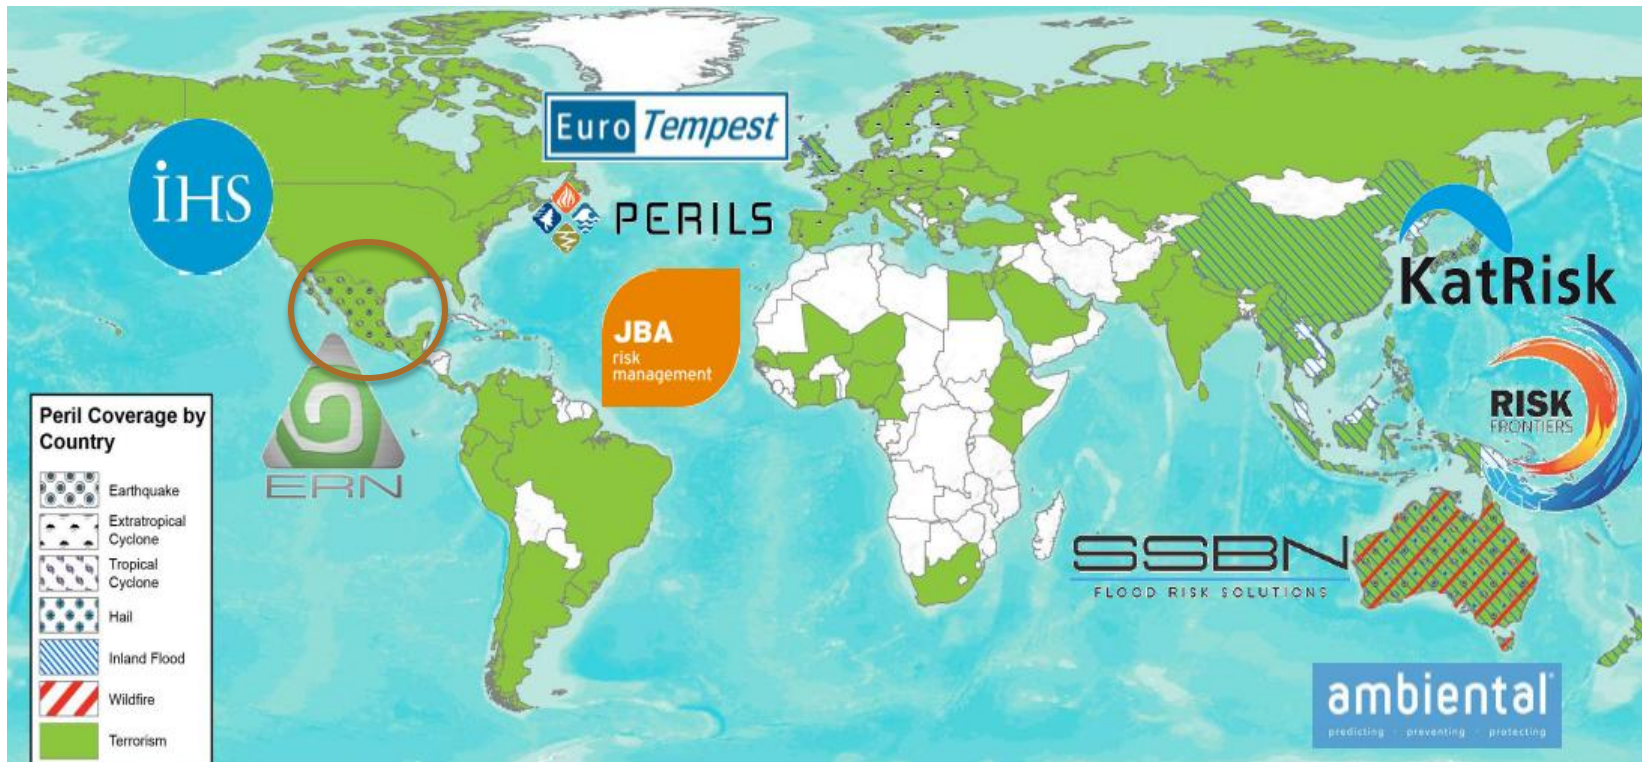 Euro Tempest
iHS
PERILS
KatRisk
JBA
risk
management
RISK
FRONTIERS
ERN
Peril Coverage by
Country
Earthquake
Extratropical
Cyclone
Tropical
Cyclone
Hail
Inland Flood
Wildfire
Terrorism
SSBN
FLOOD RISK SOLUTIONS
ambiental
predicting · preventing · protecting